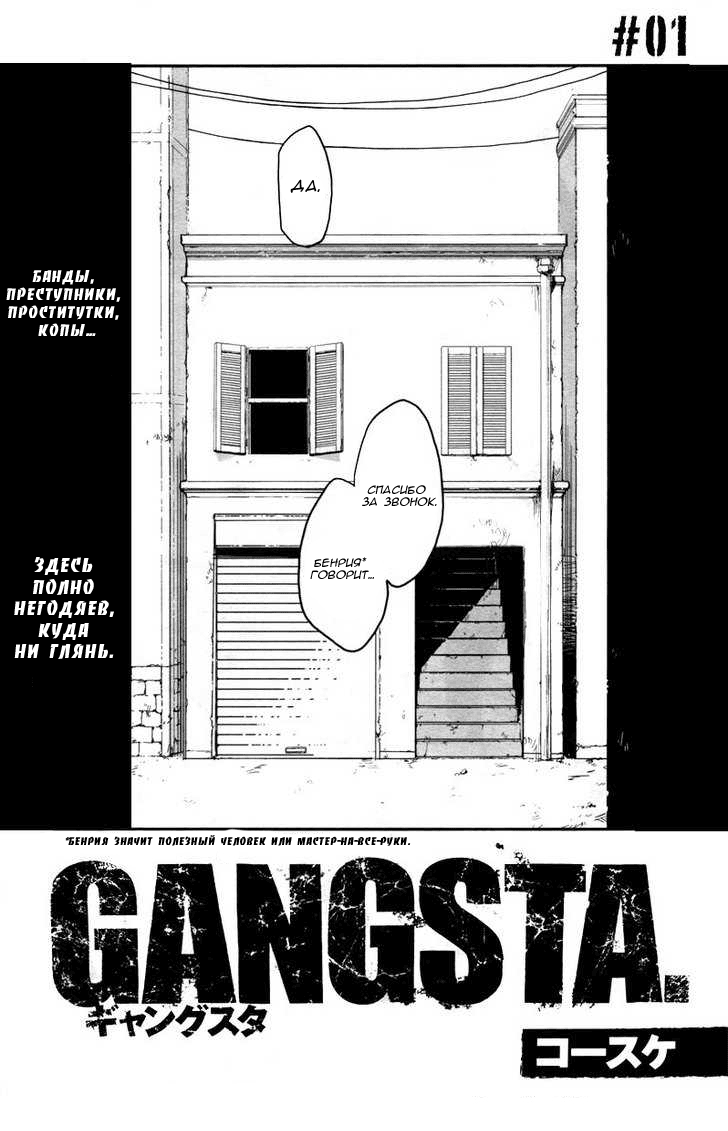 #01
ДА.
БАНДЫ,
ПРЕСТУПНИКИ,
ПРОСТИТУТКИ,
КОПЫ...
СПАСИБО
ЗА ЗВОНОК.
БЕНРИЯ*
ГОВОРИТ...
ЗДЕСЬ
ПОЛНО
НЕГОДЯЕВ,
КУДА
НИ ГЛЯНЬ.
*БЕНРИЯ ЗНАЧИТ ПОЛЕЗНЫЙ ЧЕЛОВЕК ИЛИ МАСТЕР-НА-ВСЕ-РУКИ.
GANGSTA.
ギャングスタ
コースケ